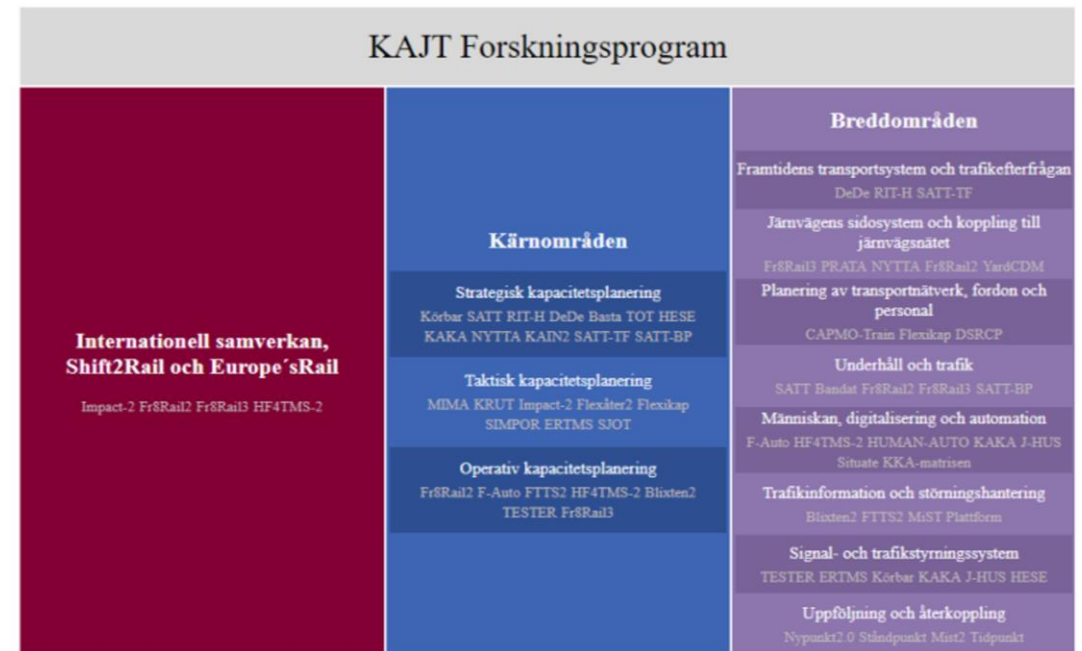 KAJT Forskningsprogram
Internationell samverkan,
Shift2Rail och Europe´sRail
Impact-2 Fr8Rail2 Fr8Rail3 HF4TMS-2
Kärnområden
Strategisk kapacitetsplanering
Körbar SATT RIT-H DeDe Basta TOT HESE
KAKA NYTTA KAIN2 SATT-TF SATT-BP
Taktisk kapacitetsplanering
MIMA KRUT Impact-2 Flexåter2 Flexikap
SIMPOR ERTMS SJOT
Operativ kapacitetsplanering
Fr8Rail2 F-Auto FTTS2 HF4TMS-2 Blixten2
TESTER Fr8Rail3
Breddområden
Framtidens transportsystem och trafikefterfrågan
DeDe RIT-H SATT-TF
Järnvägens sidosystem och koppling till
järnvägsnätet
Fr8Rail3 PRATA NYTTA Fr8Rail2 YardCDM
Planering av transportnätverk, fordon och
personal
CAPMO-Train Flexikap DSRCP
Underhåll och trafik
SATT Bandat Fr8Rail2 Fr8Rail3 SATT-BP
Människan, digitalisering och automation
F-Auto HF4TMS-2 HUMAN-AUTO KAKA J-HUS
Situate KKA-matrisen
Trafikinformation och störningshantering
Blixten2 FTTS2 MiST Plattform
Signal- och trafikstyrningssystem
TESTER ERTMS Körbar KAKA J-HUS HESE
Uppföljning och återkoppling
Nypunkt2.0 Ståndpunkt Mist2 Tidpunkt